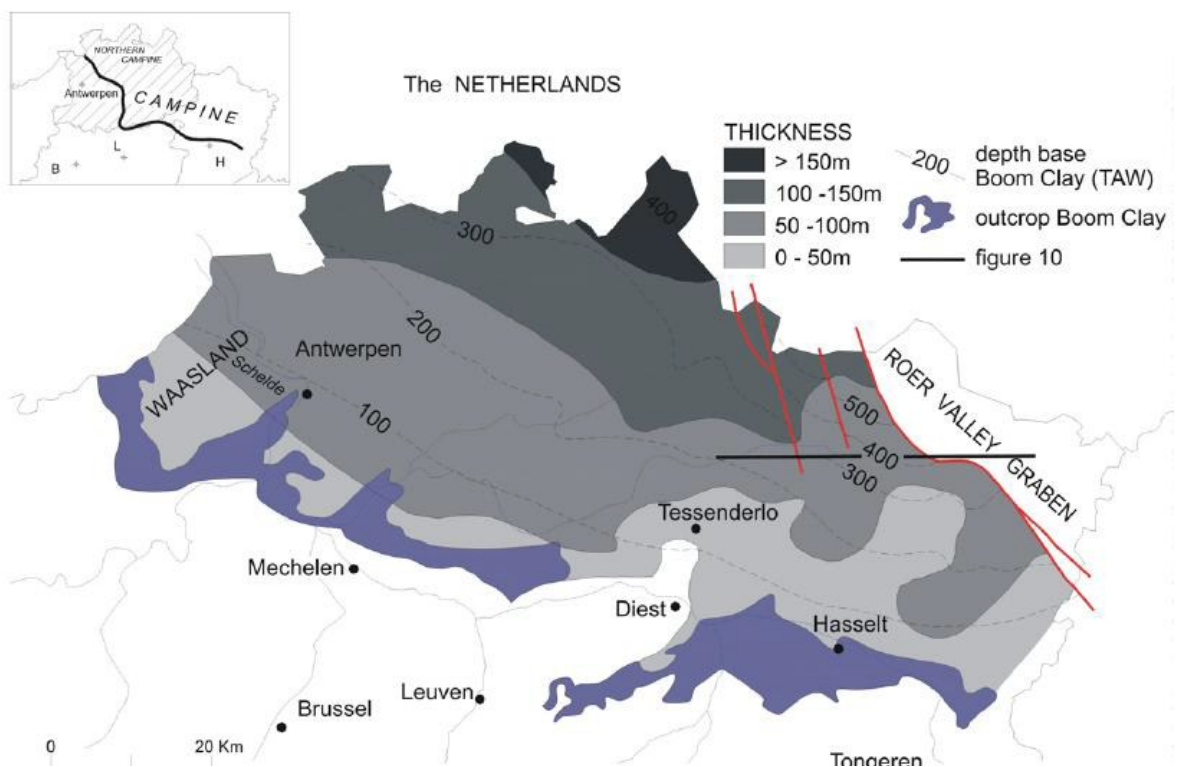 NORTHERN
CAMPINE
Antwerpen
CAMPINE
L
B
H
The NETHERLANDS
THICKNESS
> 150m
100 -150m
50 -100m
0 - 50m
200
depth base
Boom Clay (TAW)
outcrop Boom Clay
figure 10
400
300
200
100
Antwerpen
WAASLAND
Schelde
ROER VALLEY GRABEN
500
400
300
Tessenderlo
Mechelen
Diest
Hasselt
Leuven
Brussel
0
20 Km
Tongeren